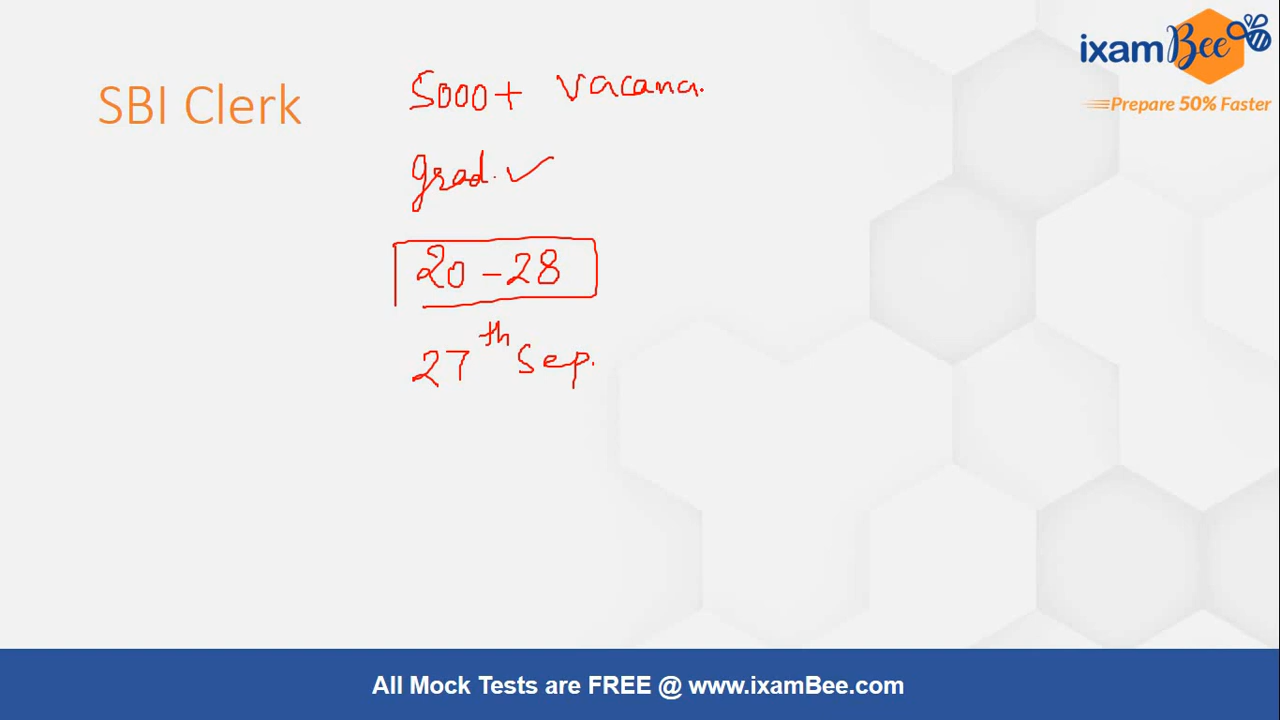 ixamBee
Prepare 50% Faster
SBI Clerk
5000+ vacana.
grad. ✓
20-28
27th Sep.
All Mock Tests are FREE @ www.ixamBee.com